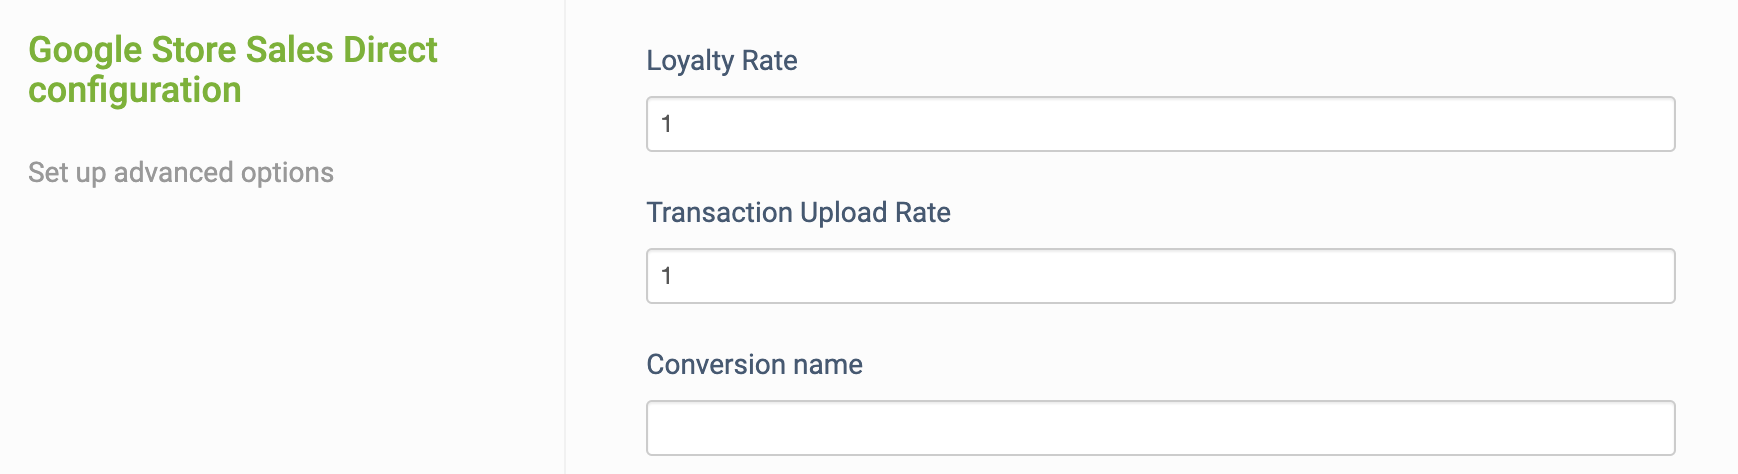 Google Store Sales Direct
configuration
Set up advanced options
Loyalty Rate
1
Transaction Upload Rate
1
Conversion name